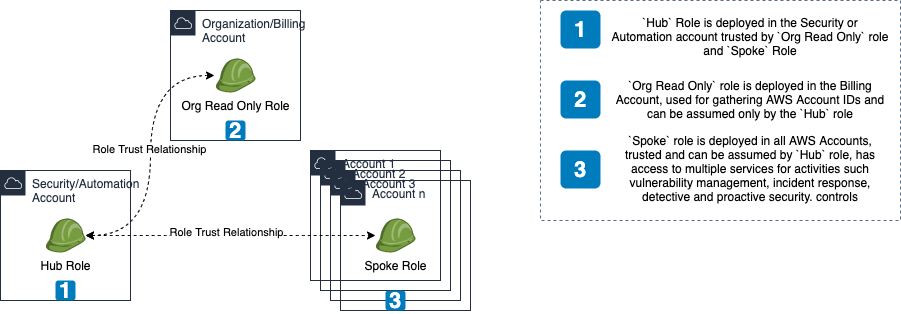 Organization/Billing
Account
Org Read Only Role
2
Role Trust Relationship
Security/Automation
Account
Hub Role
1
Role Trust Relationship
Account 1
Account 2
Account 3
Account n
Spoke Role
3
1
`Hub` Role is deployed in the Security or
Automation account trusted by `Org Read Only` role
and `Spoke` Role
2
`Org Read Only` role is deployed in the Billing
Account, used for gathering AWS Account IDs and
can be assumed only by the `Hub` role
3
`Spoke` role is deployed in all AWS Accounts,
trusted and can be assumed by `Hub` role, has
access to multiple services for activities such
vulnerability management, incident response,
detective and proactive security. controls